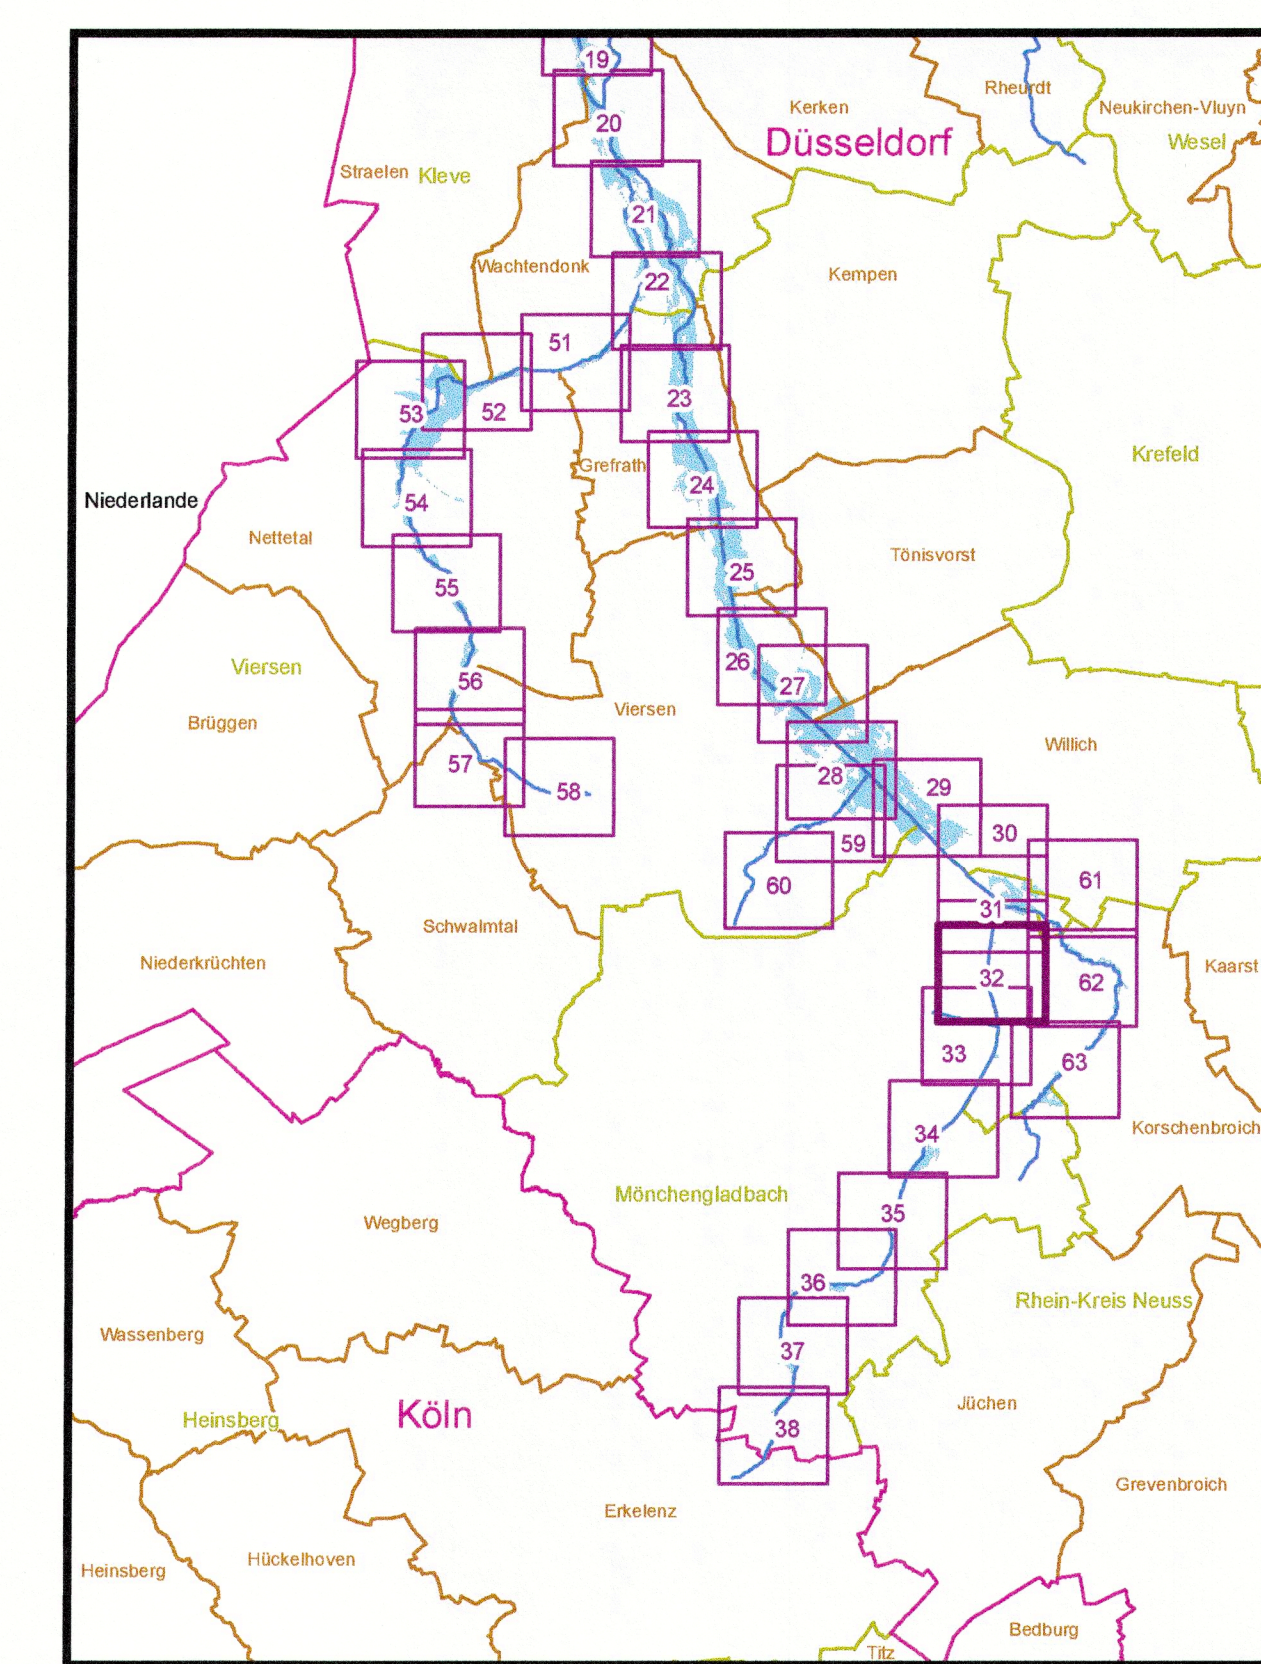 19
Rheurdt
Kerken
Neukirchen-Vluyn
20
Düsseldorf
Wesel
Straelen
Kleve
21
Wachtendonk
Kempen
22
51
23
53
52
Krefeld
Grefrath
24
Niederlande
54
Nettetal
Tönisvorst
25
55
26
Viersen
56
27
Viersen
Brüggen
Willich
57
28
29
58
30
59
61
60
31
Schwalmtal
Niederkrüchten
Kaarst
32
62
33
63
Korschenbroich
34
Mönchengladbach
35
Wegberg
36
Rhein-Kreis Neuss
Wassenberg
37
Jüchen
Köln
Heinsberg
38
Grevenbroich
Erkelenz
Hückelhoven
Heinsberg
Bedburg
Titz